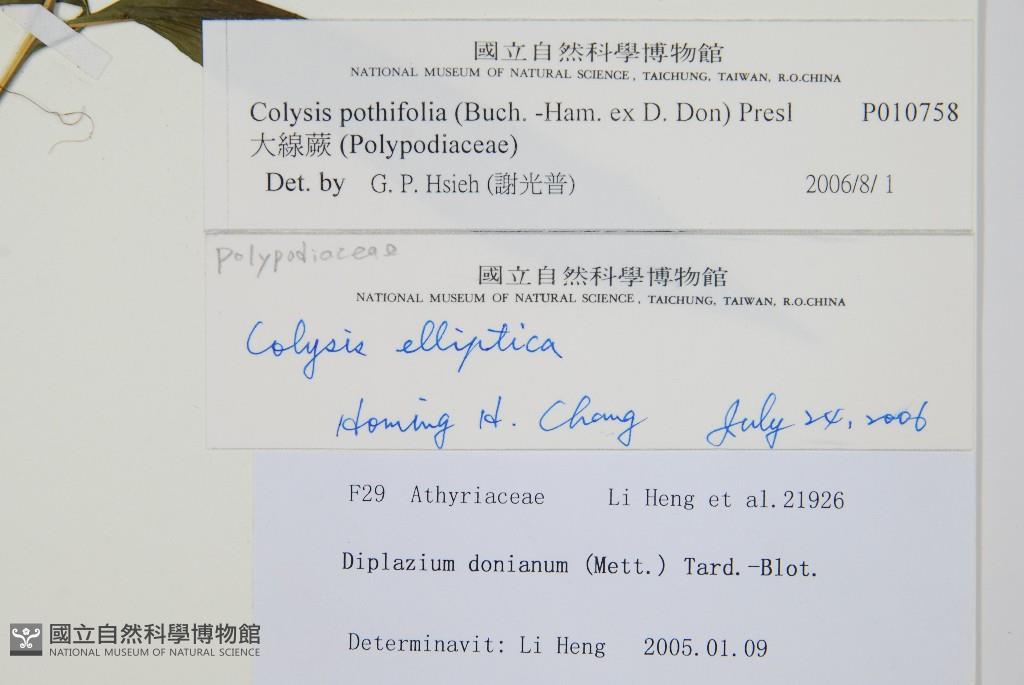 國立自然科學博物館
NATIONAL MUSEUM OF NATURAL SCIENCE, TAICHUNG, TAIWAN, R.O.CHINA
Colysis pothifolia (Buch. -Ham. ex D. Don) Presl P010758
大線蕨 (Polypodiaceae)
Det. by G. P. Hsieh (謝光普) 2006/8/ 1
polypodiaceae
國立自然科學博物館
NATIONAL MUSEUM OF NATURAL SCIENCE, TAICHUNG, TAIWAN, R.O.CHINA
Colysis elliptica
Homing H. Chang July 24, 2006
F29 Athyriaceae Li Heng et al.21926
Diplazium donianum (Mett.) Tard.-Blot.
Determinavit: Li Heng 2005.01.09
國立自然科學博物館
NATIONAL MUSEUM OF NATURAL SCIENCE